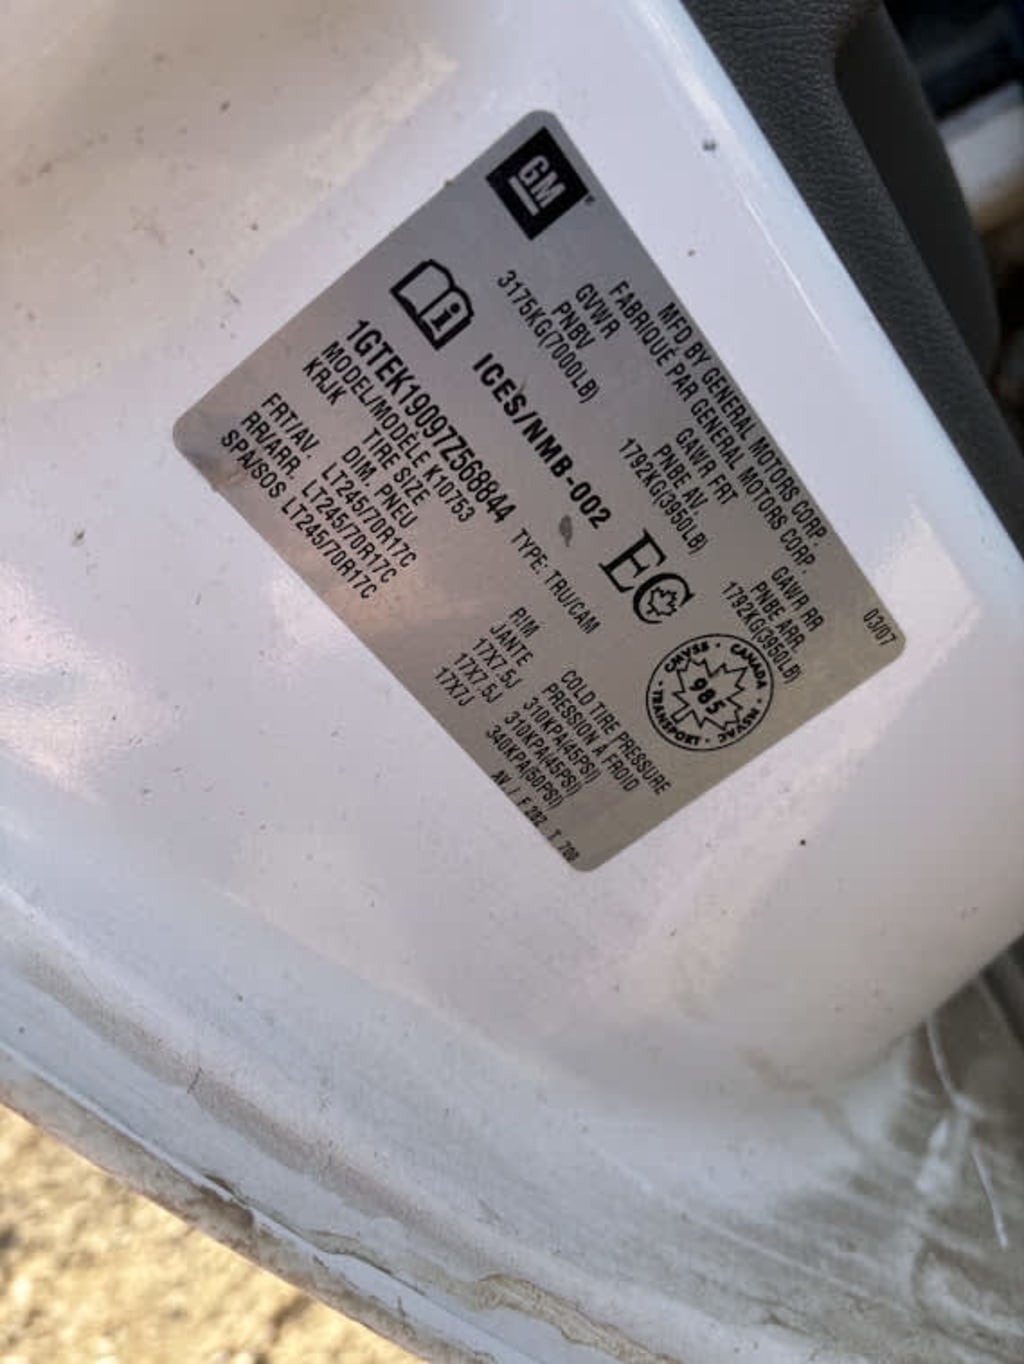 GM
MFD BY GENERAL MOTORS CORP.
FABRIQUÉ PAR GENERAL MOTORS CORP.
03/07
GVWR GAWR FRT GAWR RR
PNBV PNBE AV. PNBE ARR.
3175KG(7000LB) 1792KG(3950LB) 1792KG(3950LB)
i ICES/NMB-002 EC
CANADA
985
TRANSPORT
CMVSS
NSVAC
1GTEK19097Z568844 TYPE: TRU/CAM
MODEL/MODELE K10753
KRJK TIRE SIZE RIM COLD TIRE PRESSURE
DIM. PNEU JANTE PRESSION A FROID
FRT/AV LT245/70R17C 17X7.5J 310KPA(45PSI)
RR/ARR LT245/70R17C 17X7.5J 310KPA(45PSI)
SPA/SOS LT245/70R17C 17X7J 340KPA(50PSI)